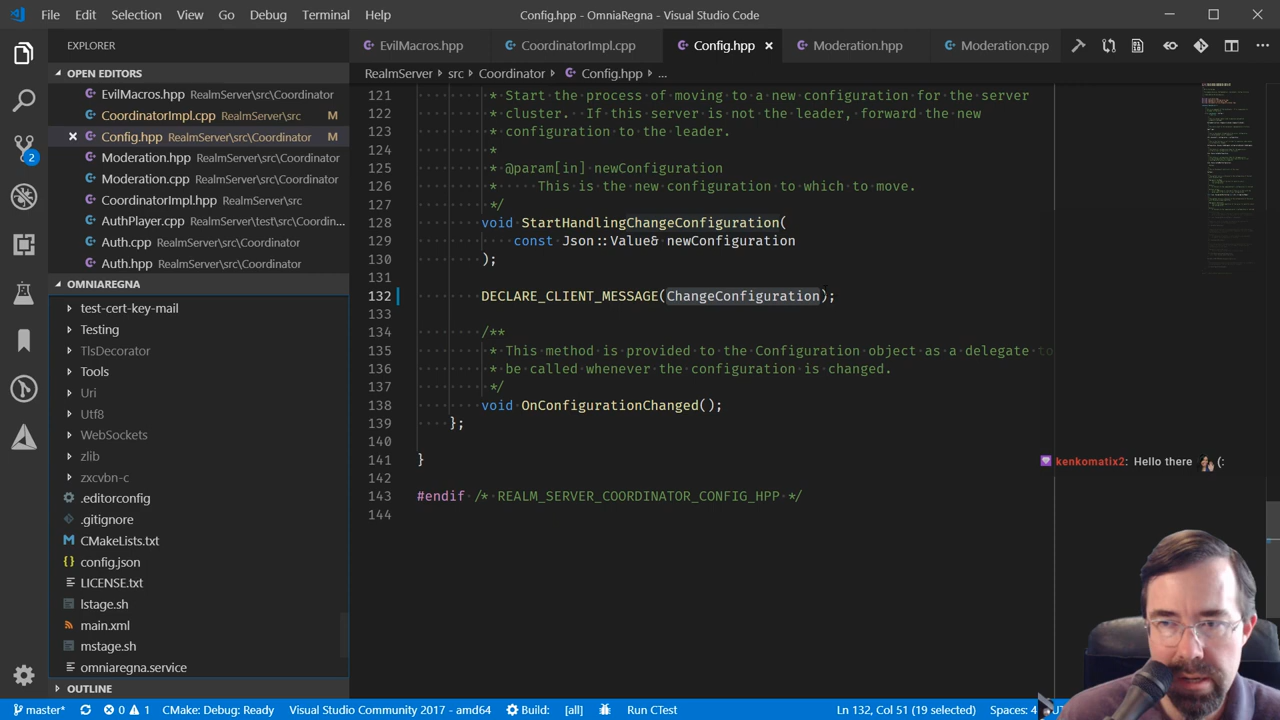 File Edit Selection View Go Debug Terminal Help
Config.hpp - OmniaRegna - Visual Studio Code
EXPLORER
EvilMacros.hpp CoordinatorImpl.cpp Config.hpp Moderation.hpp Moderation.cpp
OPEN EDITORS
RealmServer > src > Coordinator > Config.hpp > ...
EvilMacros.hpp RealmServer\src\Coordinator
CoordinatorImpl.cpp RealmServer\src M
Config.hpp RealmServer\src\Coordinator M
Moderation.hpp RealmServer\src\Coordinator
Moderation.cpp RealmServer\src\Coordinator
CoordinatorImpl.hpp RealmServer\src
AuthPlayer.cpp RealmServer\test\src\Coordin...
Auth.cpp RealmServer\src\Coordinator
Auth.hpp RealmServer\src\Coordinator
2
OMNIAREGNA
test-cert-key-mail
Testing
TlsDecorator
Tools
Uri
Utf8
WebSockets
zlib
zxcvbn-c
.editorconfig
.gitignore
CMakeLists.txt
config.json
LICENSE.txt
lstage.sh
main.xml
mstage.sh
omniaregna.service
OUTLINE
121 * Start the process of moving to a new configuration for the server
122 * cluster. If this server is not the leader, forward the new
123 * configuration to the leader.
124 *
125 * @param[in] newConfiguration
126 * This is the new configuration to which to move.
127 */
128 void StartHandlingChangeConfiguration(
129 const Json::Value& newConfiguration
130 );
131
132 DECLARE_CLIENT_MESSAGE(ChangeConfiguration);
133
134 /**
135 * This method is provided to the Configuration object as a delegate to
136 * be called whenever the configuration is changed.
137 */
138 void OnConfigurationChanged();
139 };
140
141 }
142
143 #endif /* REALM_SERVER_COORDINATOR_CONFIG_HPP */
144
kenkomatix2: Hello there (:
master* 0 1 CMake: Debug: Ready Visual Studio Community 2017 - amd64 Build: [all] Run CTest Ln 132, Col 51 (19 selected) Spaces: 4